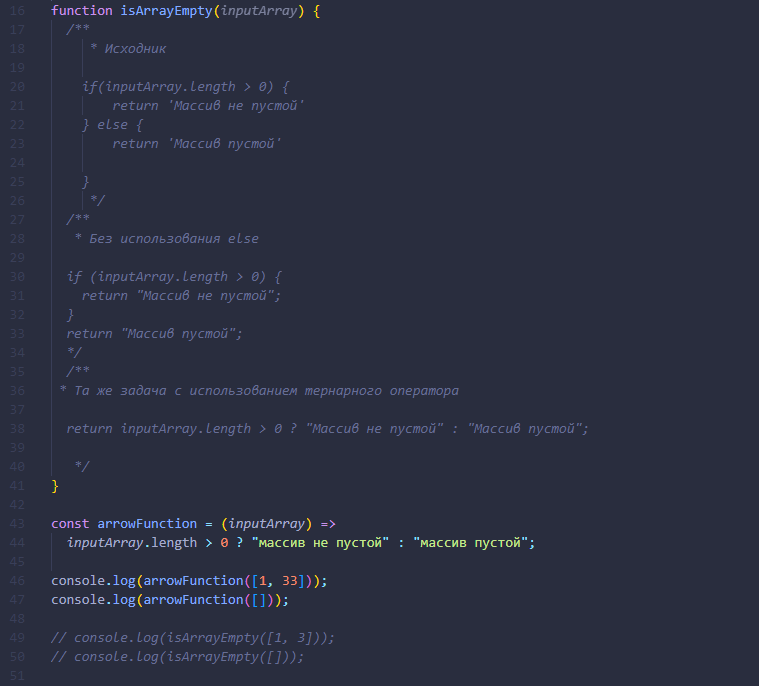 16 function isArrayEmpty(inputArray) {
17 /**
18 * Исходник
19
20 if(inputArray.length > 0) {
21 return 'Массив не пустой'
22 } else {
23 return 'Массив пустой'
24
25 }
26 */
27 /**
28 * Без использования else
29
30 if (inputArray.length > 0) {
31 return "Массив не пустой";
32 }
33 return "Массив пустой";
34 */
35 /**
36 * Та же задача с использованием тернарного оператора
37
38 return inputArray.length > 0 ? "Массив не пустой" : "Массив пустой";
39
40 */
41 }
42
43 const arrowFunction = (inputArray) =>
44 inputArray.length > 0 ? "массив не пустой" : "массив пустой";
45
46 console.log(arrowFunction([1, 33]));
47 console.log(arrowFunction([]));
48
49 // console.log(isArrayEmpty([1, 3]));
50 // console.log(isArrayEmpty([]));
51